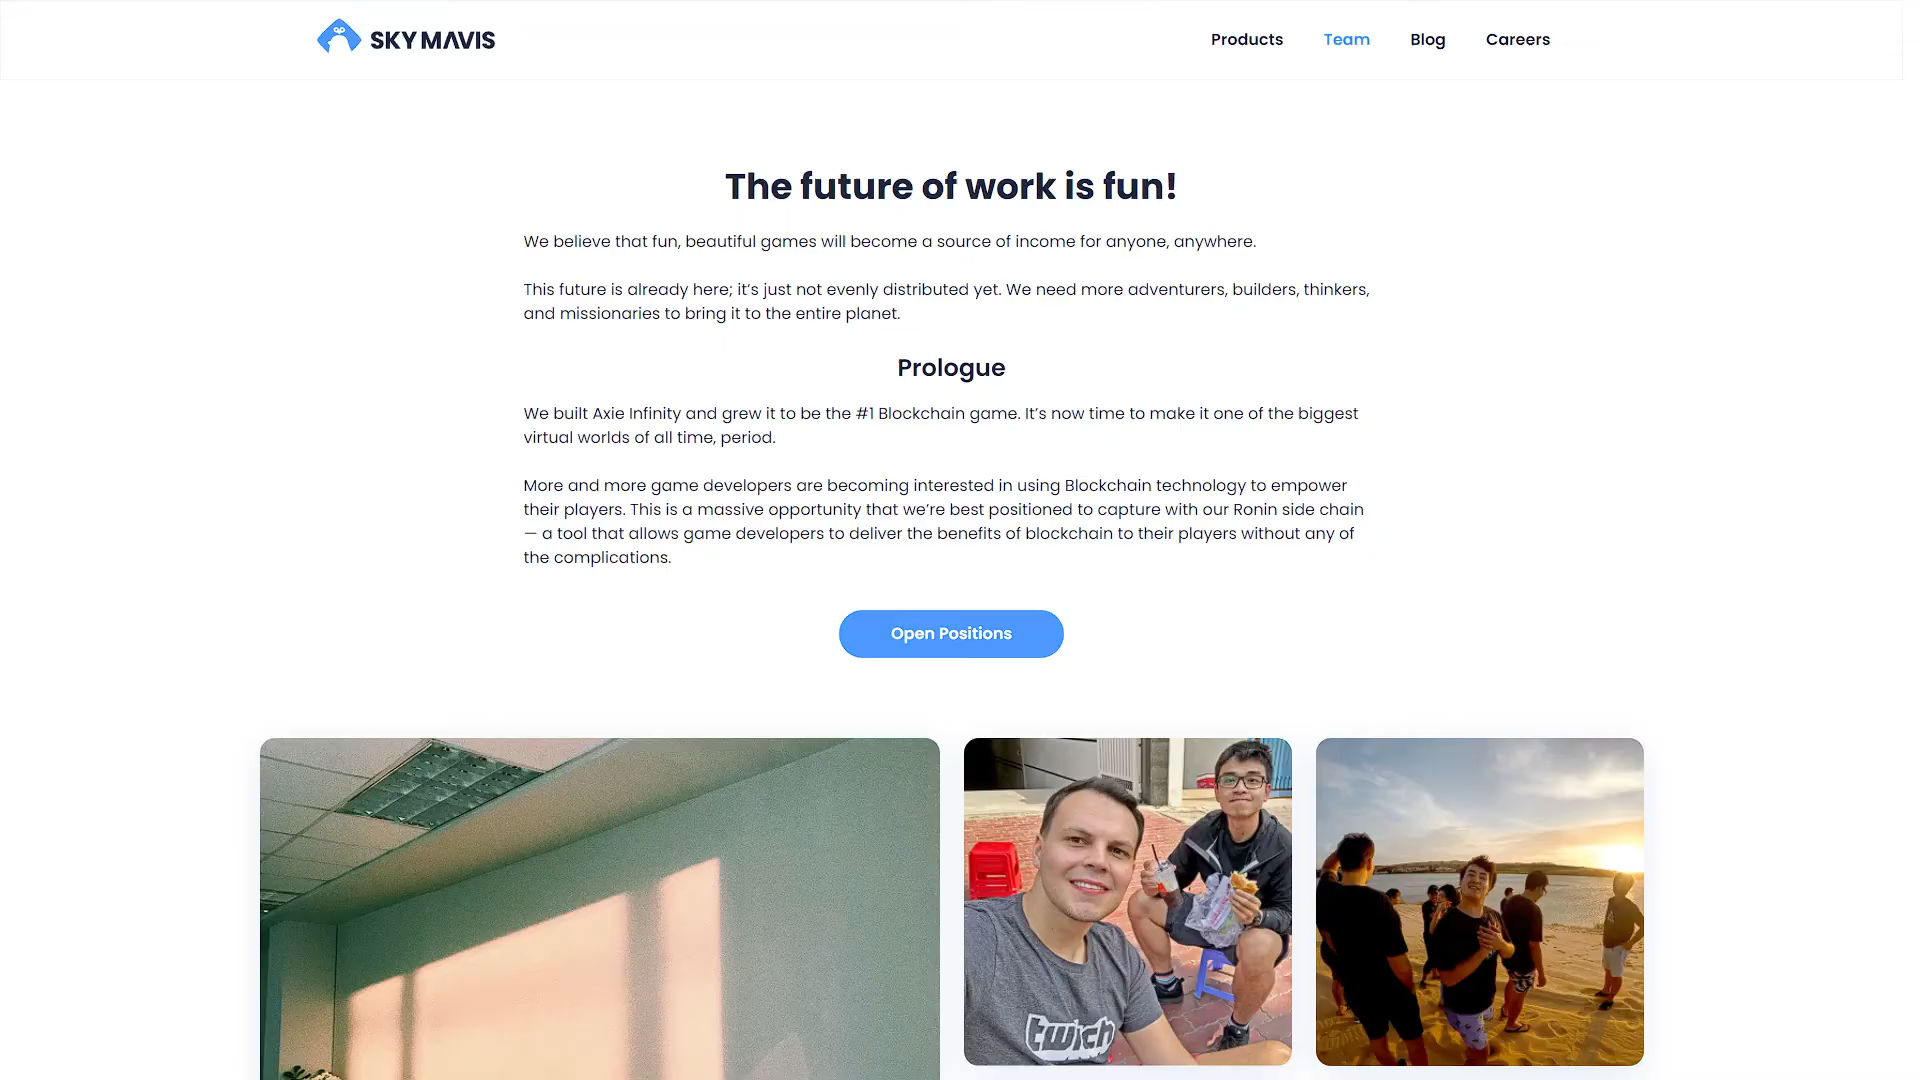 SKY MAVIS
Products
Team
Blog
Careers
The future of work is fun!
We believe that fun, beautiful games will become a source of income for anyone, anywhere.
This future is already here; it’s just not evenly distributed yet. We need more adventurers, builders, thinkers,
and missionaries to bring it to the entire planet.
Prologue
We built Axie Infinity and grew it to be the #1 Blockchain game. It’s now time to make it one of the biggest
virtual worlds of all time, period.
More and more game developers are becoming interested in using Blockchain technology to empower
their players. This is a massive opportunity that we’re best positioned to capture with our Ronin side chain
— a tool that allows game developers to deliver the benefits of blockchain to their players without any of
the complications.
Open Positions
twitch